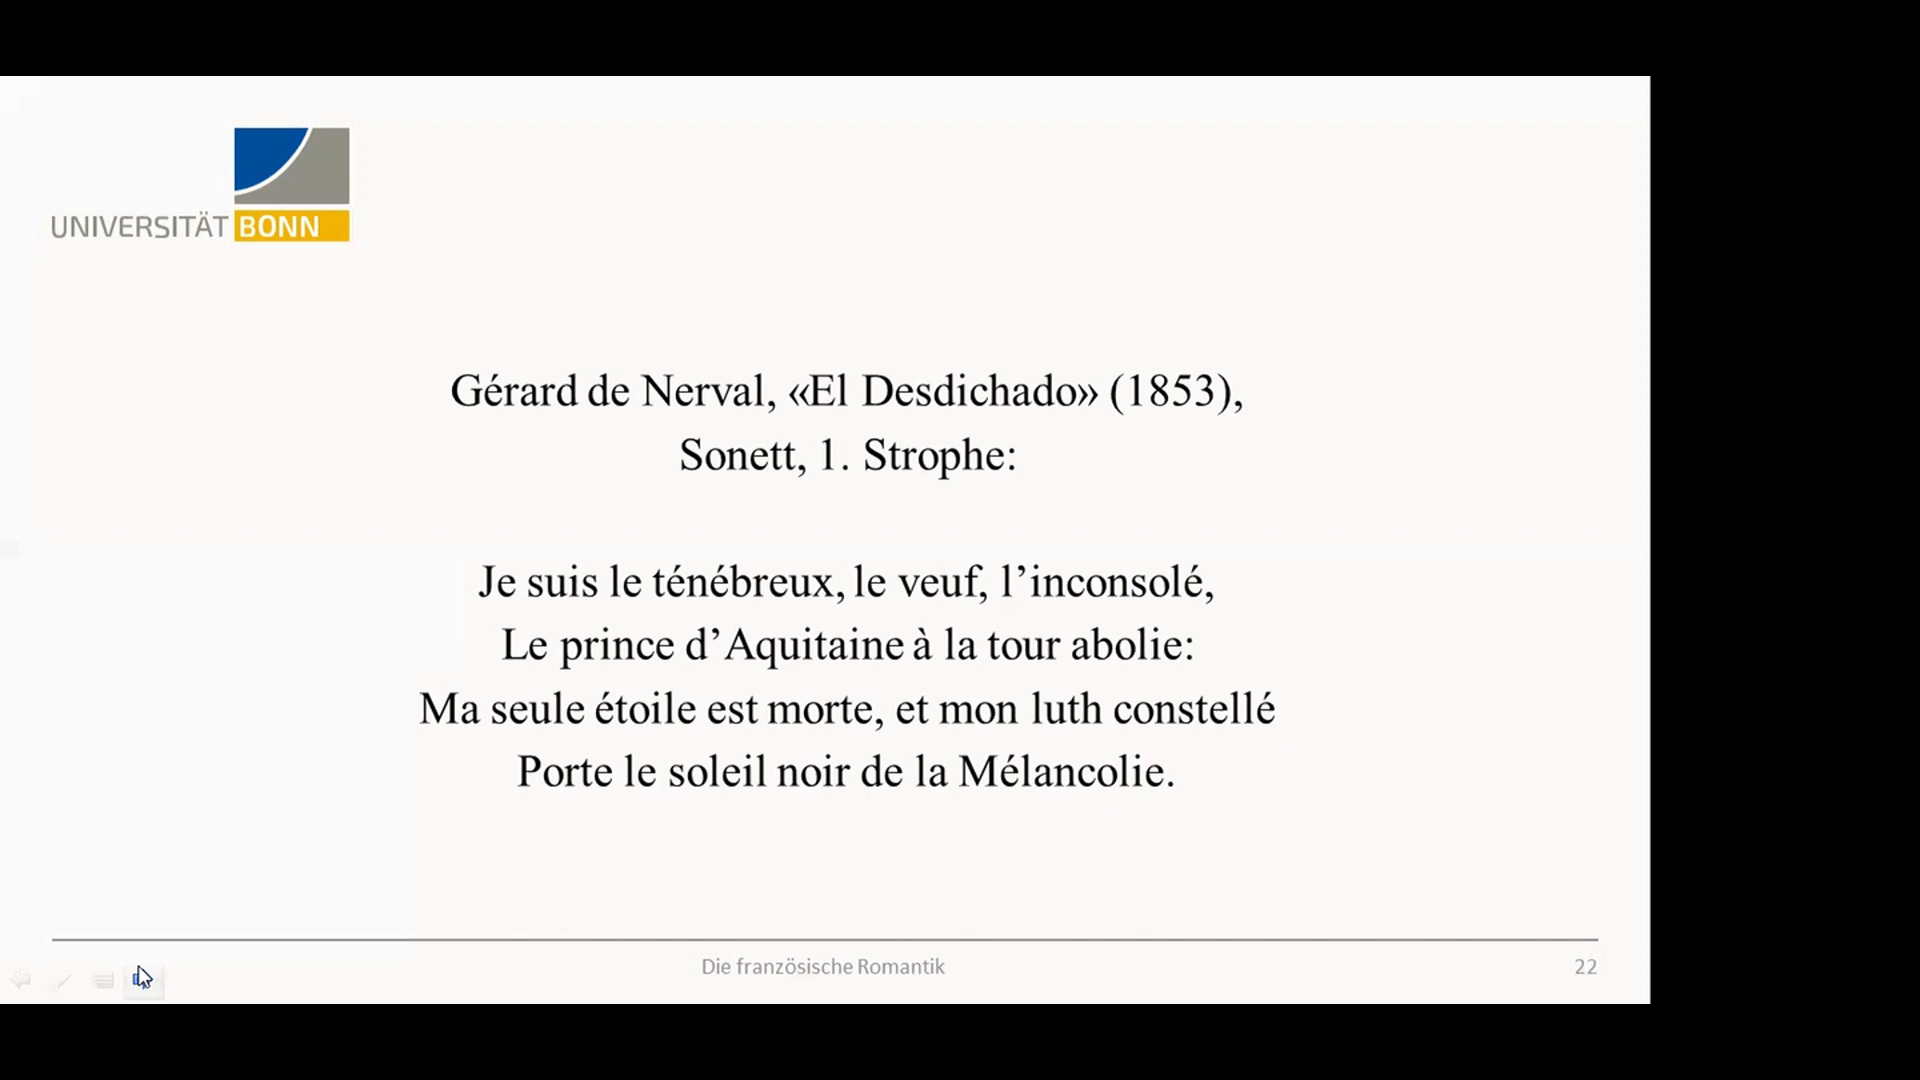 UNIVERSITÄT BONN
Gérard de Nerval, «El Desdichado» (1853),
Sonett, 1. Strophe:
Je suis le ténébreux, le veuf, l’inconsolé,
Le prince d’Aquitaine à la tour abolie:
Ma seule étoile est morte, et mon luth constellé
Porte le soleil noir de la Mélancolie.
Die französische Romantik
22